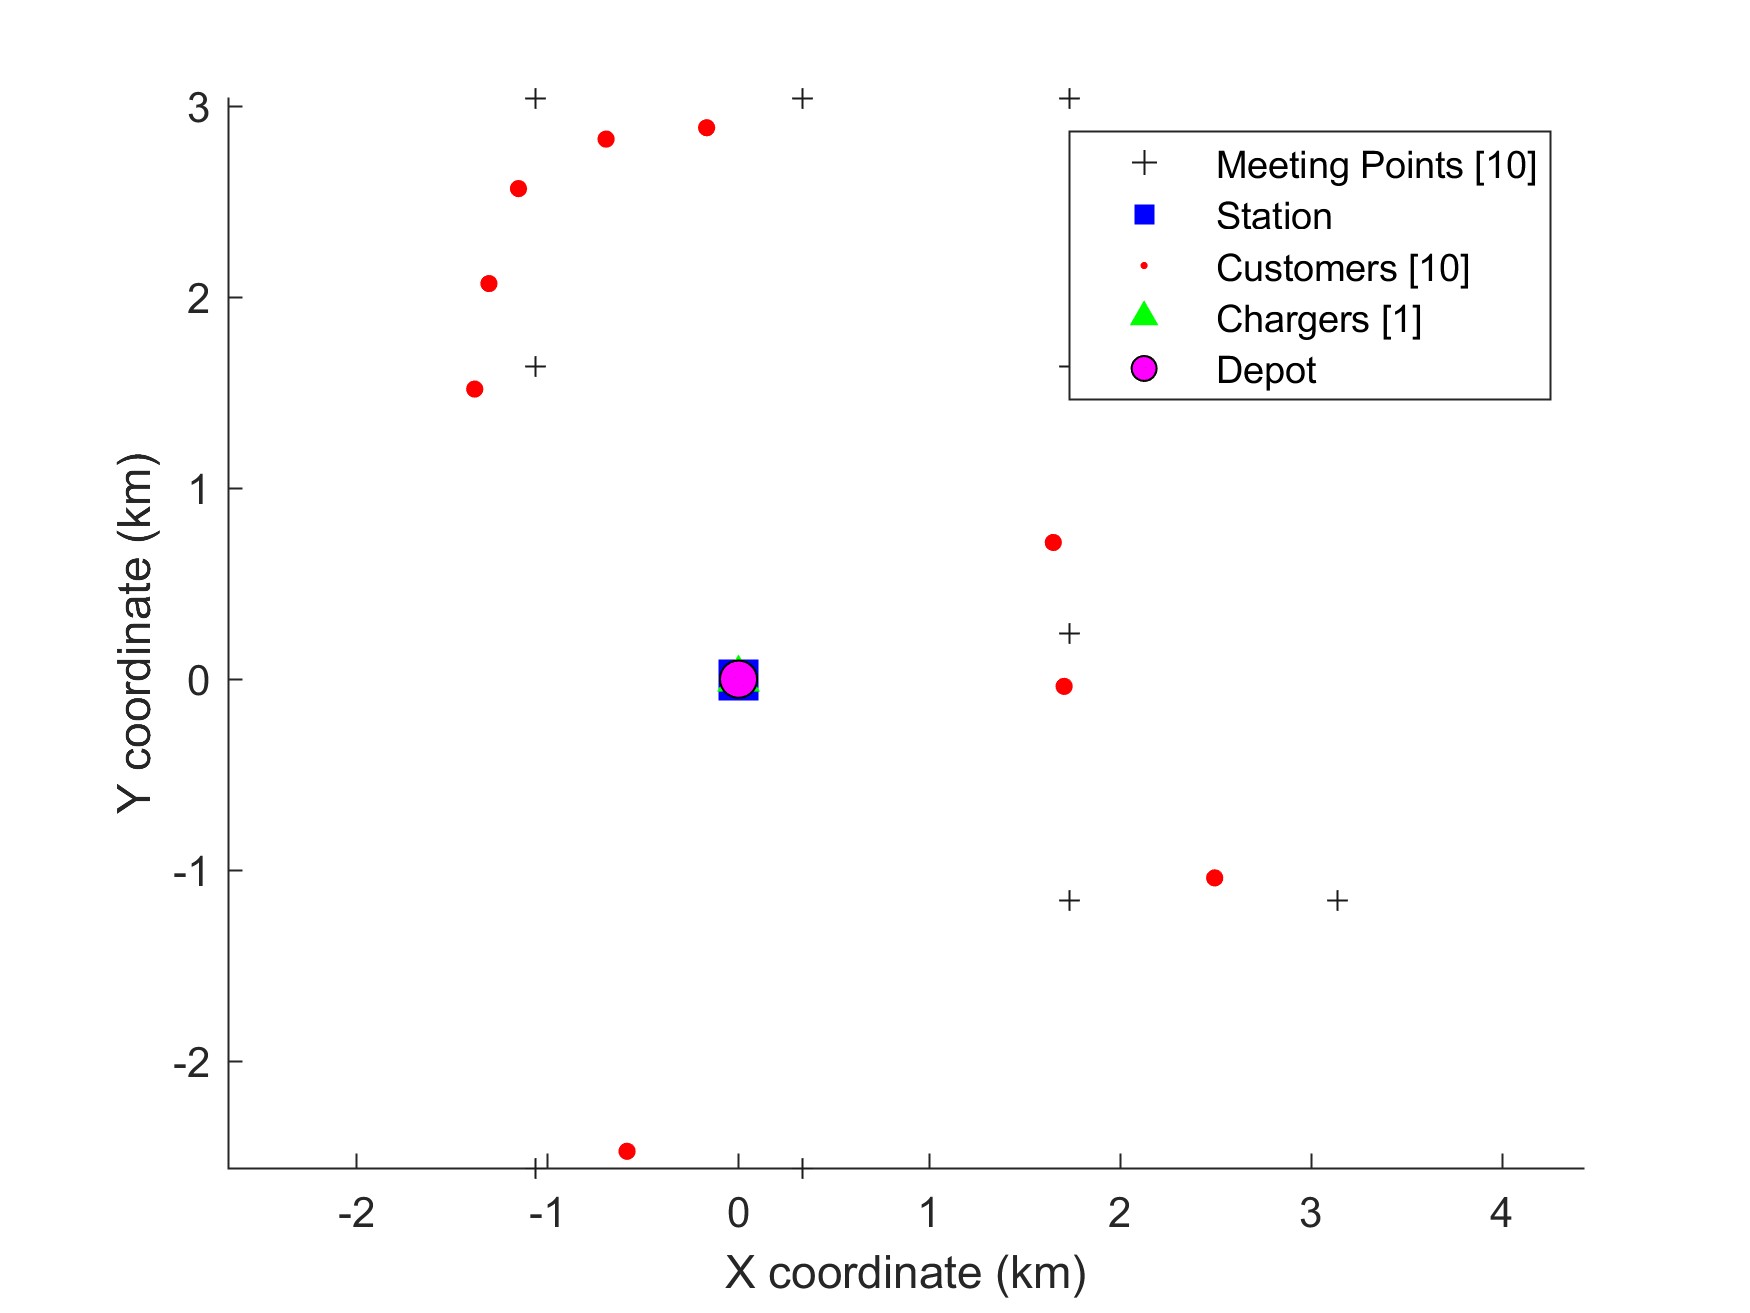 3
2
1
0
-1
-2
Y coordinate (km)
Meeting Points [10]
Station
Customers [10]
Chargers [1]
Depot
-2 -1 0 1 2 3 4
X coordinate (km)